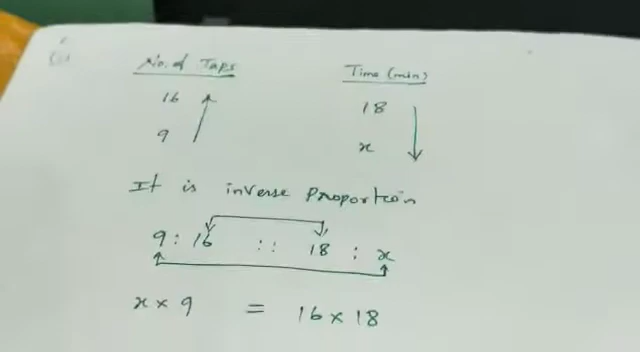 No. of Taps Time (min)
16 18
9 x
It is inverse proportion
9 : 16 :: 18 : x
x × 9 = 16 × 18